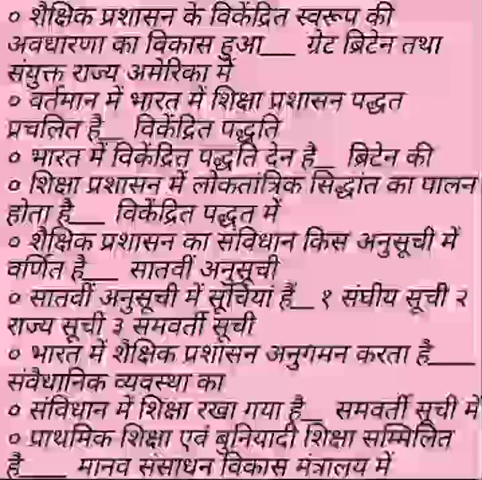 ० शैक्षिक प्रशासन के विकेंद्रित स्वरूप की
अवधारणा का विकास हुआ___ ग्रेट ब्रिटेन तथा
संयुक्त राज्य अमेरिका में
० वर्तमान में भारत में शिक्षा प्रशासन पद्धत
प्रचलित है__ विकेंद्रित पद्धति
० भारत में विकेंद्रित पद्धति देन है__ ब्रिटेन की
० शिक्षा प्रशासन में लोकतांत्रिक सिद्धांत का पालन
होता है___ विकेंद्रित पद्धत में
० शैक्षिक प्रशासन का संविधान किस अनुसूची में
वर्णित है___ सातवीं अनुसूची
० सातवीं अनुसूची में सूचियां हैं__ १ संघीय सूची २
राज्य सूची ३ समवर्ती सूची
० भारत में शैक्षिक प्रशासन अनुगमन करता है____
संवैधानिक व्यवस्था का
० संविधान में शिक्षा रखा गया है__ समवर्ती सूची में
० प्राथमिक शिक्षा एवं बुनियादी शिक्षा सम्मिलित
है____ मानव संसाधन विकास मंत्रालय में